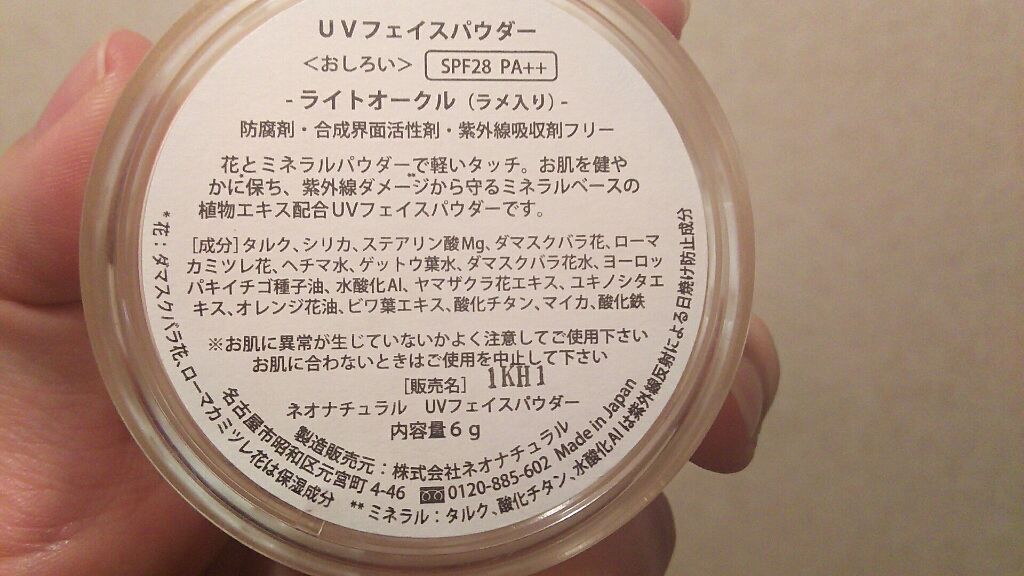 UVフェイスパウダー
<おしろい> SPF28 PA++
- ライトオークル（ラメ入り）-
防腐剤・合成界面活性剤・紫外線吸収剤フリー
花とミネラルパウダーで軽いタッチ。お肌を健や
かに保ち、紫外線ダメージから守るミネラルベースの
**
植物エキス配合UVフェイスパウダーです。
[成分]タルク、シリカ、ステアリン酸Mg、ダマスクバラ花、ローマ
カミツレ花、ヘチマ水、ゲットウ葉水、ダマスクバラ花水、ヨーロッ
パキイチゴ種子油、水酸化Al、ヤマザクラ花エキス、ユキノシタエ
キス、オレンジ花油、ビワ葉エキス、酸化チタン、マイカ、酸化鉄
※お肌に異常が生じていないかよく注意してご使用下さい
お肌に合わないときはご使用を中止して下さい
[販売名] 1KH1
ネオナチュラル UVフェイスパウダー
内容量6g
製造販売元：株式会社ネオナチュラル
名古屋市昭和区元宮町 4-46 0120-885-602 Made in Japan
*花：ダマスクバラ花、ローマカミツレ花は保湿成分 **ミネラル：タルク、酸化チタン、水酸化Alは紫外線反射による日焼け防止成分